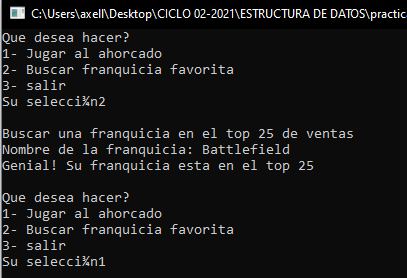 C:\Users\axell\Desktop\CICLO 02-2021\ESTRUCTURA DE DATOS\practica
Que desea hacer?
1- Jugar al ahorcado
2- Buscar franquicia favorita
3- salir
Su selecci¾n2
Buscar una franquicia en el top 25 de ventas
Nombre de la franquicia: Battlefield
Genial! Su franquicia esta en el top 25
Que desea hacer?
1- Jugar al ahorcado
2- Buscar franquicia favorita
3- salir
Su selecci¾n1